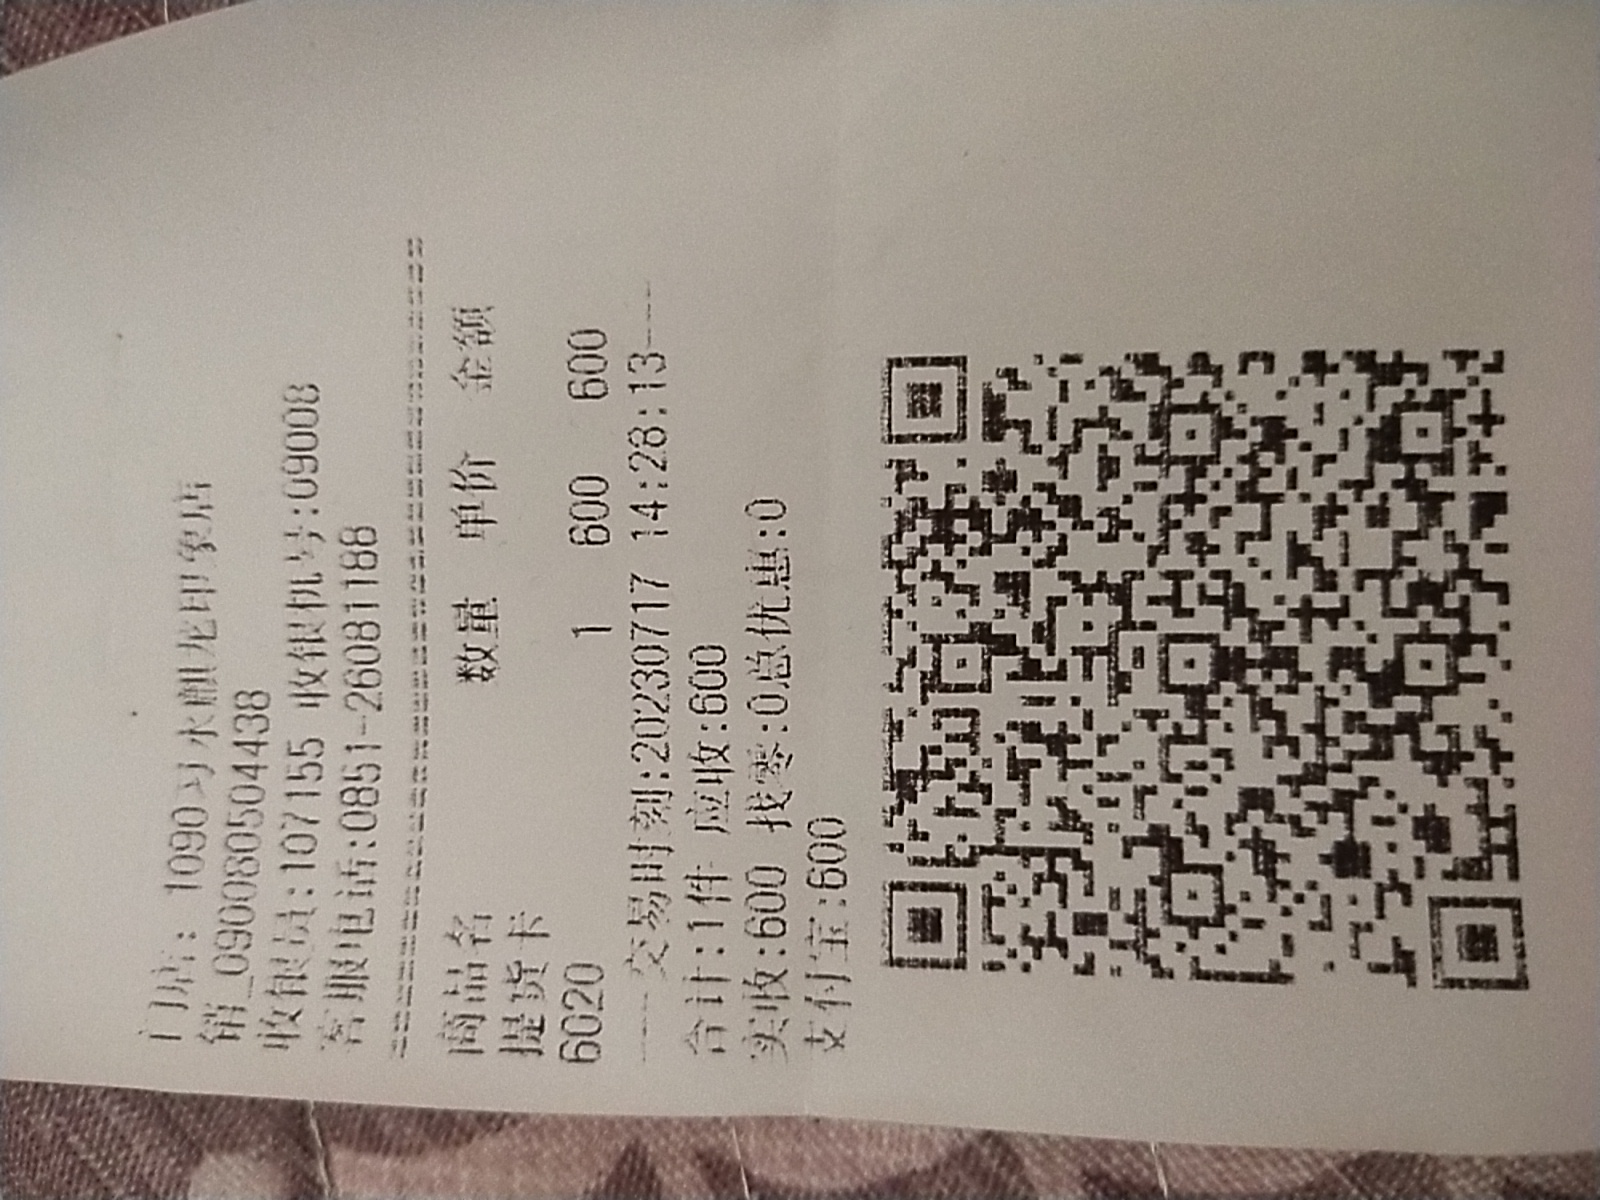 门店: 1090习水麒龙印象店
销_0900805044438
收银员:107155 收银机号:09008
客服电话:0851-26081188
================================
商品名 数量 单价 金额
提货卡
6020 1 600 600
----交易时刻:20230717 14:28:13----
合计:1件 应收:600
实收:600 找零:0总优惠:0
支付宝:600